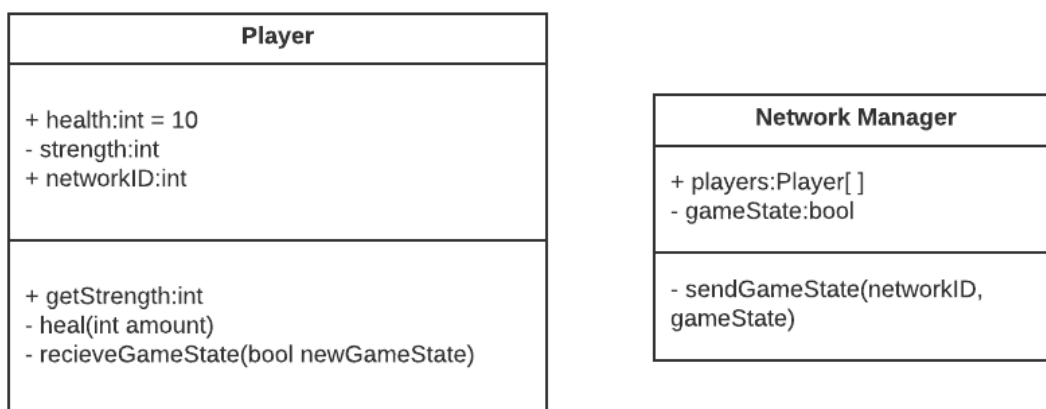 Player
+ health:int = 10
- strength:int
+ networkID:int
+ getStrength:int
- heal(int amount)
- recieveGameState(bool newGameState)
Network Manager
+ players:Player[ ]
- gameState:bool
- sendGameState(networkID,
gameState)